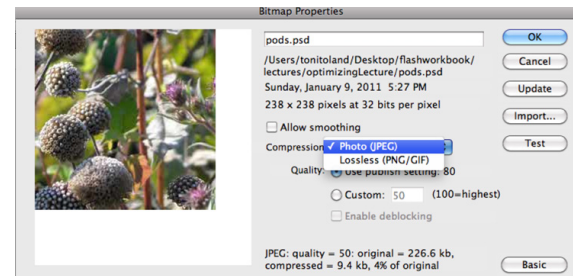 Bitmap Properties
pods.psd
OK
/Users/tonitoland/Desktop/flashworkbook/
lectures/optimizingLecture/pods.psd
Cancel
Sunday, January 9, 2011 5:27 PM
Update
238 x 238 pixels at 32 bits per pixel
Import...
Allow smoothing
Compression
✓ Photo (JPEG)
Test
Lossless (PNG/GIF)
Quality:
Use publish setting: 80
Custom: 50 (100=highest)
Enable deblocking
JPEG: quality = 50: original = 226.6 kb,
compressed = 9.4 kb, 4% of original
Basic